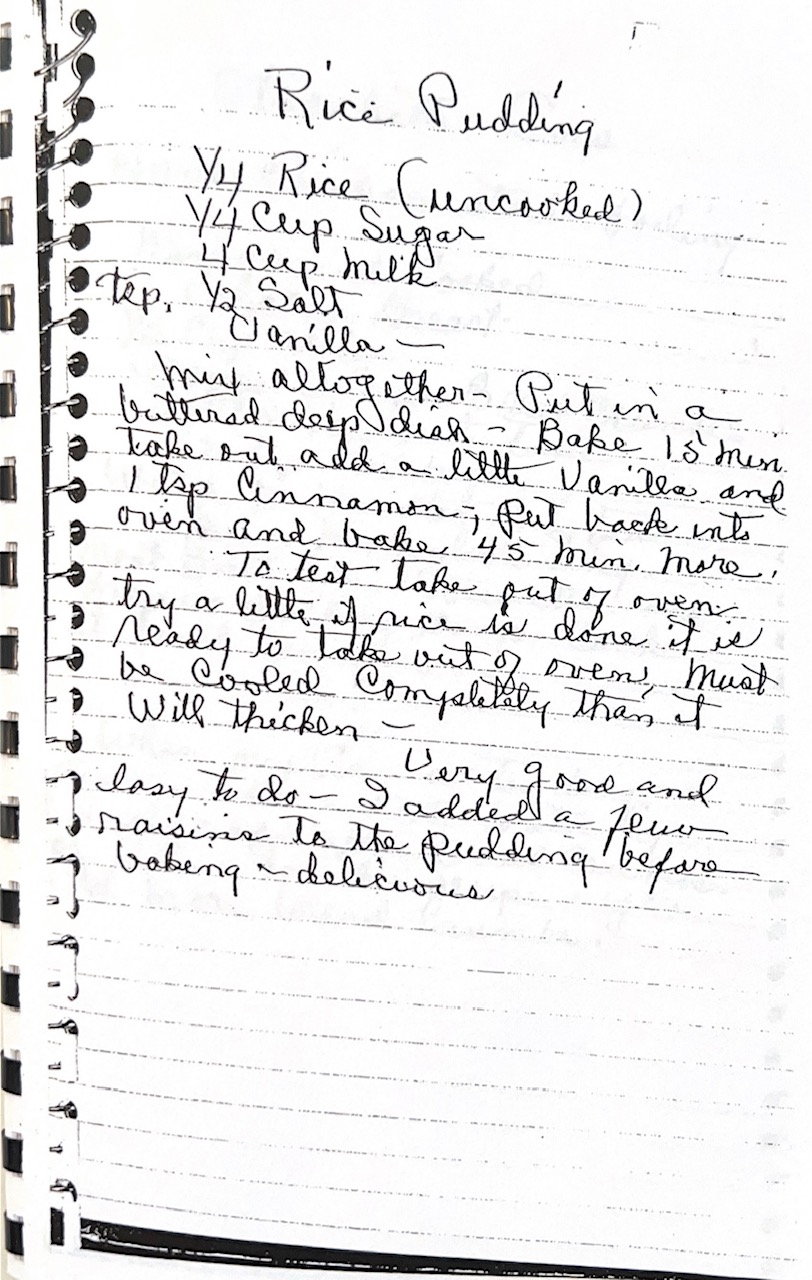 Rice Pudding
1/4 Rice (uncooked)
1/4 Cup Sugar
4 Cup Milk
tsp. 1/2 Salt
Vanilla —
Mix altogether - Put in a
buttered deep dish - Bake 15 min
take out add a little Vanilla and
1 tsp Cinnamon -, put back into
oven and bake 45 min. more.
To test take out of oven
try a little if rice is done it is
ready to take out of oven, Must
be Cooled Completely than it
Will thicken -
Very good and
easy to do - I added a few
raisins to the pudding before
baking ~ delicious